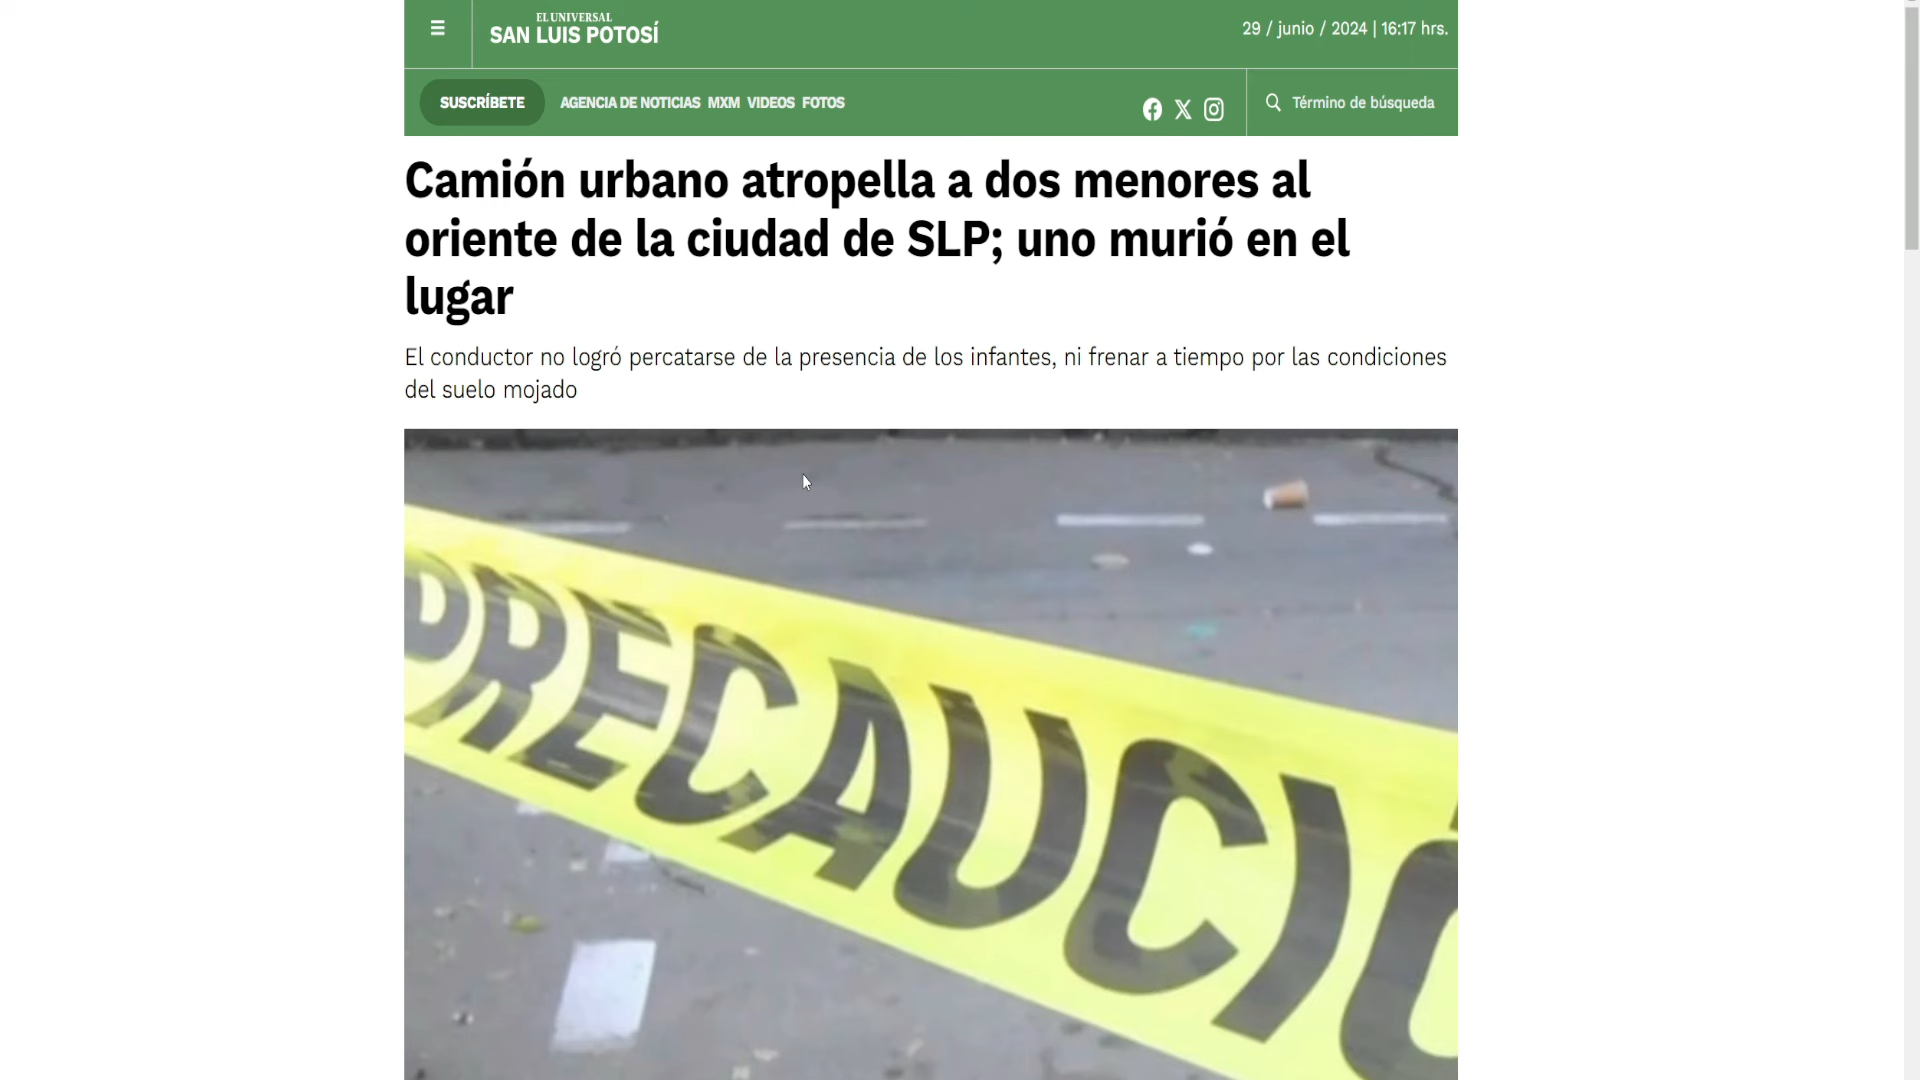 EL UNIVERSAL
SAN LUIS POTOSÍ
29 / junio / 2024 | 16:17 hrs.
SUSCRÍBETE AGENCIA DE NOTICIAS MXM VIDEOS FOTOS
Término de búsqueda
Camión urbano atropella a dos menores al
oriente de la ciudad de SLP; uno murió en el
lugar
El conductor no logró percatarse de la presencia de los infantes, ni frenar a tiempo por las condiciones
del suelo mojado
PRECAUCIÓ